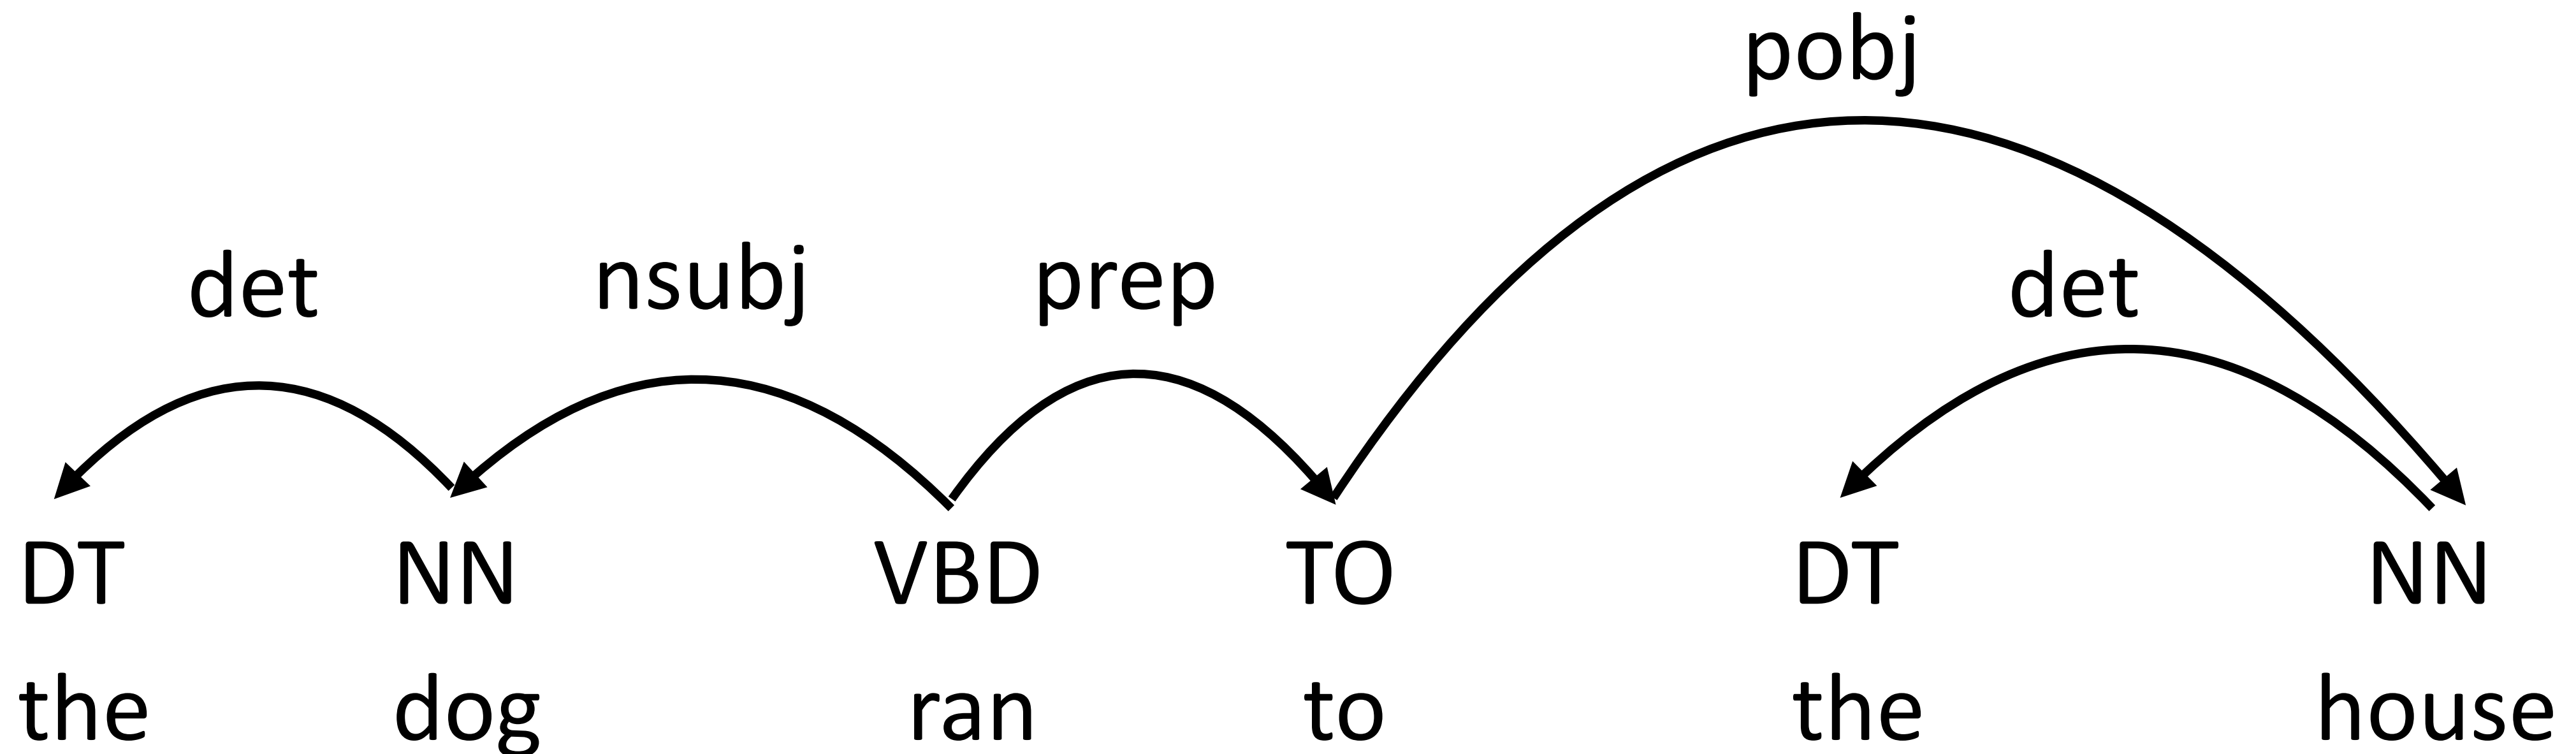 pobj
det nsubj prep det
DT NN VBD TO DT NN
the dog ran to the house